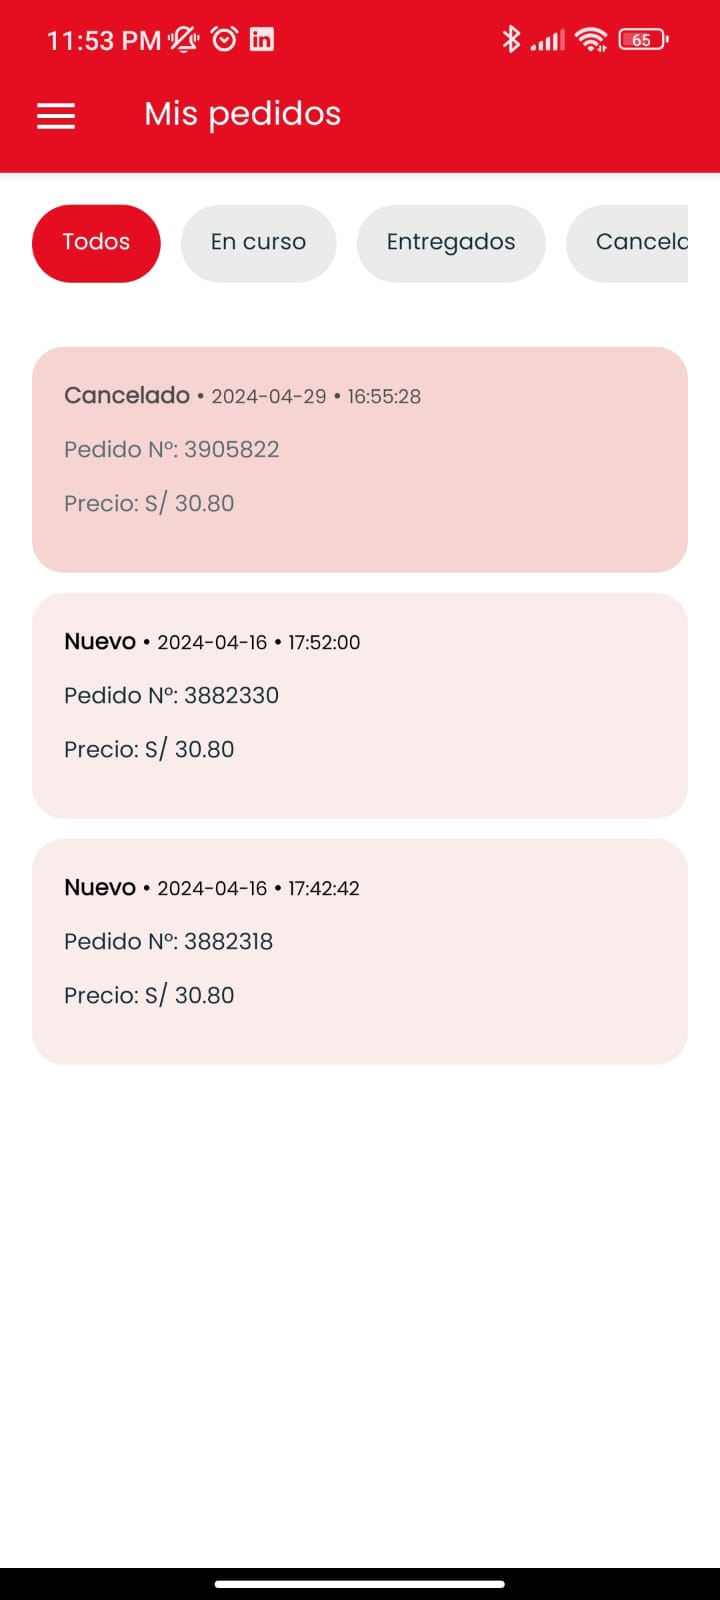 11:53 PM
65
Mis pedidos
Todos
En curso
Entregados
Cancelc
Cancelado • 2024-04-29 • 16:55:28
Pedido Nº: 3905822
Precio: S/ 30.80
Nuevo • 2024-04-16 • 17:52:00
Pedido Nº: 3882330
Precio: S/ 30.80
Nuevo • 2024-04-16 • 17:42:42
Pedido Nº: 3882318
Precio: S/ 30.80